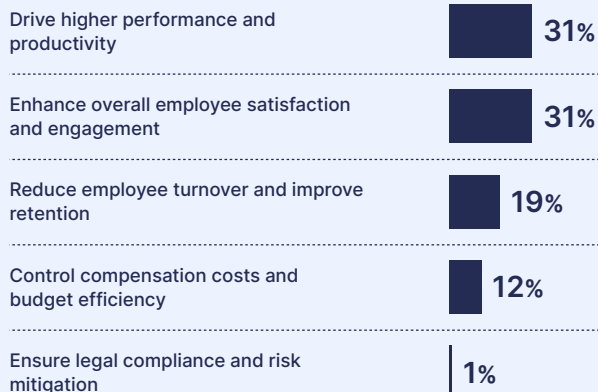 Drive higher performance and
productivity
31%
Enhance overall employee satisfaction
and engagement
31%
Reduce employee turnover and improve
retention
19%
Control compensation costs and
budget efficiency
12%
Ensure legal compliance and risk
mitigation
1%